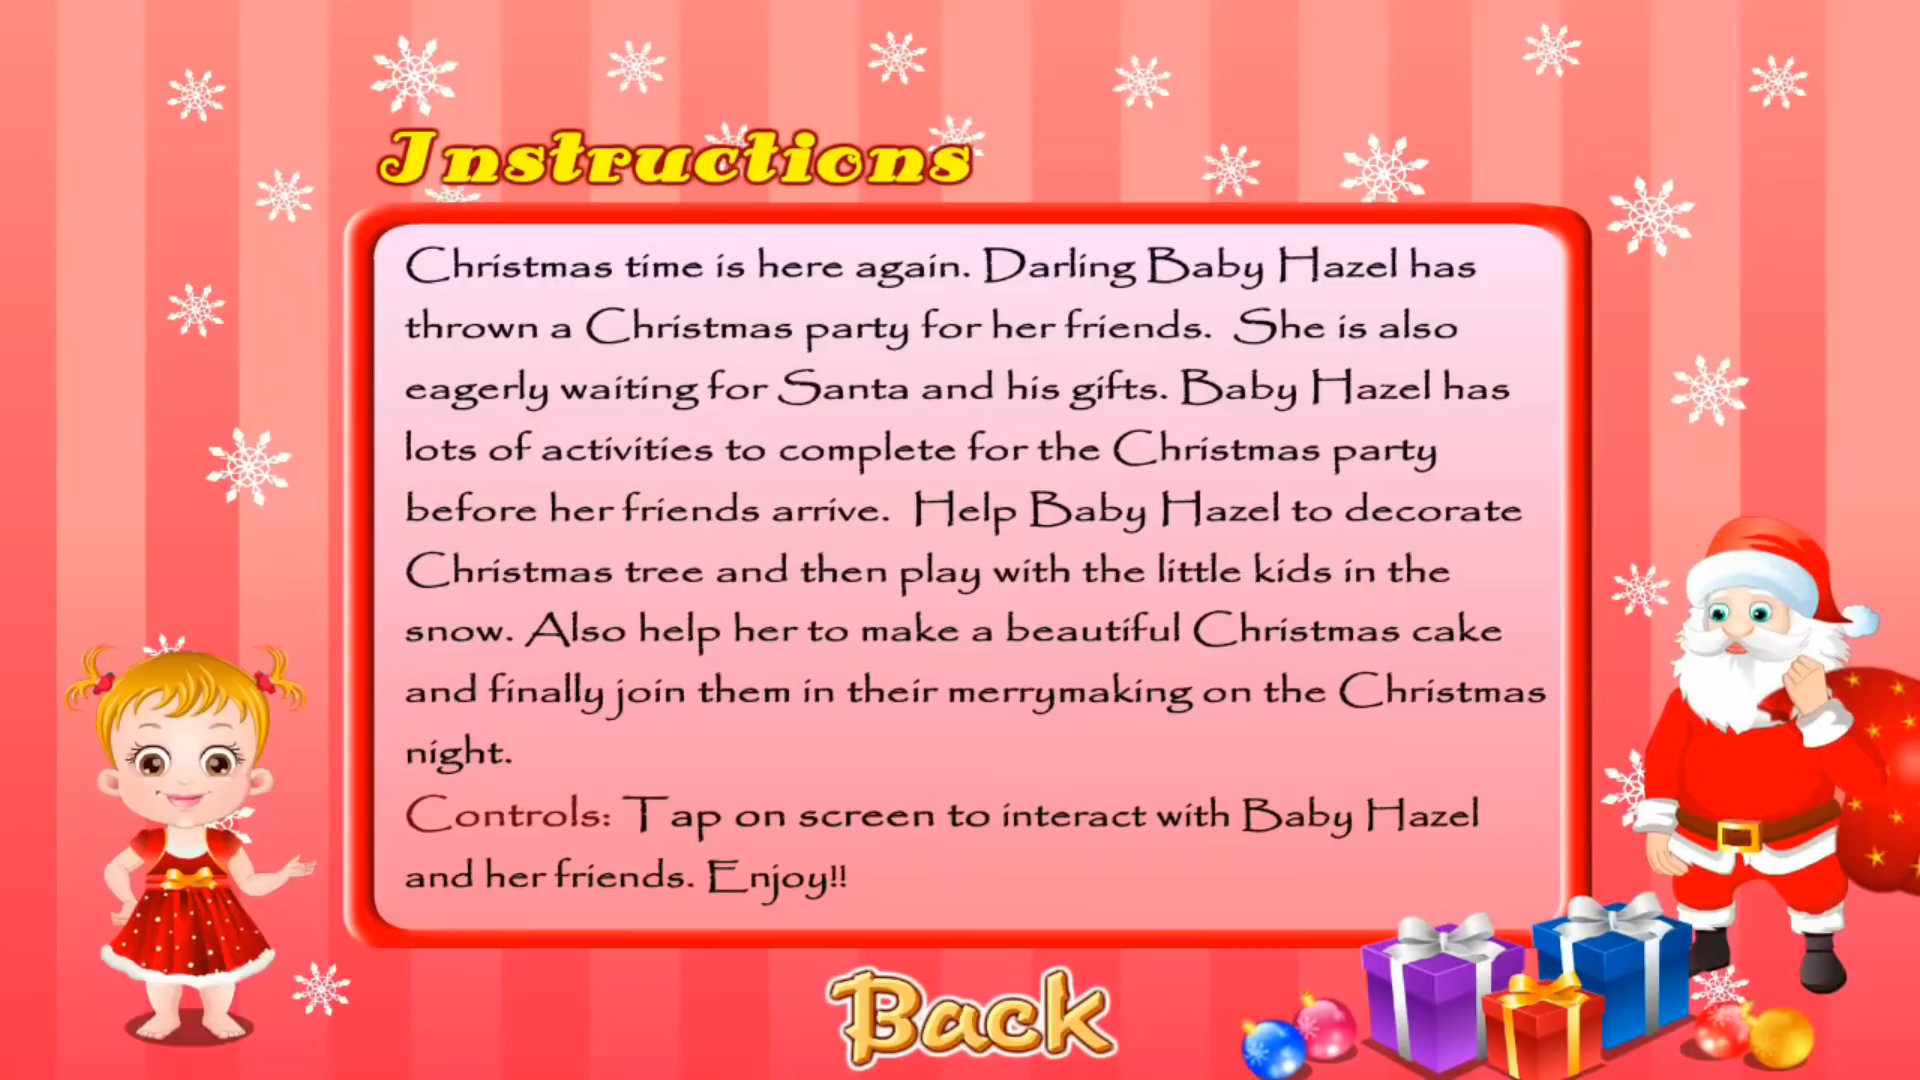 Instructions
Christmas time is here again. Darling Baby Hazel has
thrown a Christmas party for her friends. She is also
eagerly waiting for Santa and his gifts. Baby Hazel has
lots of activities to complete for the Christmas party
before her friends arrive. Help Baby Hazel to decorate
Christmas tree and then play with the little kids in the
snow. Also help her to make a beautiful Christmas cake
and finally join them in their merrymaking on the Christmas
night.
Controls: Tap on screen to interact with Baby Hazel
and her friends. Enjoy!!
Back